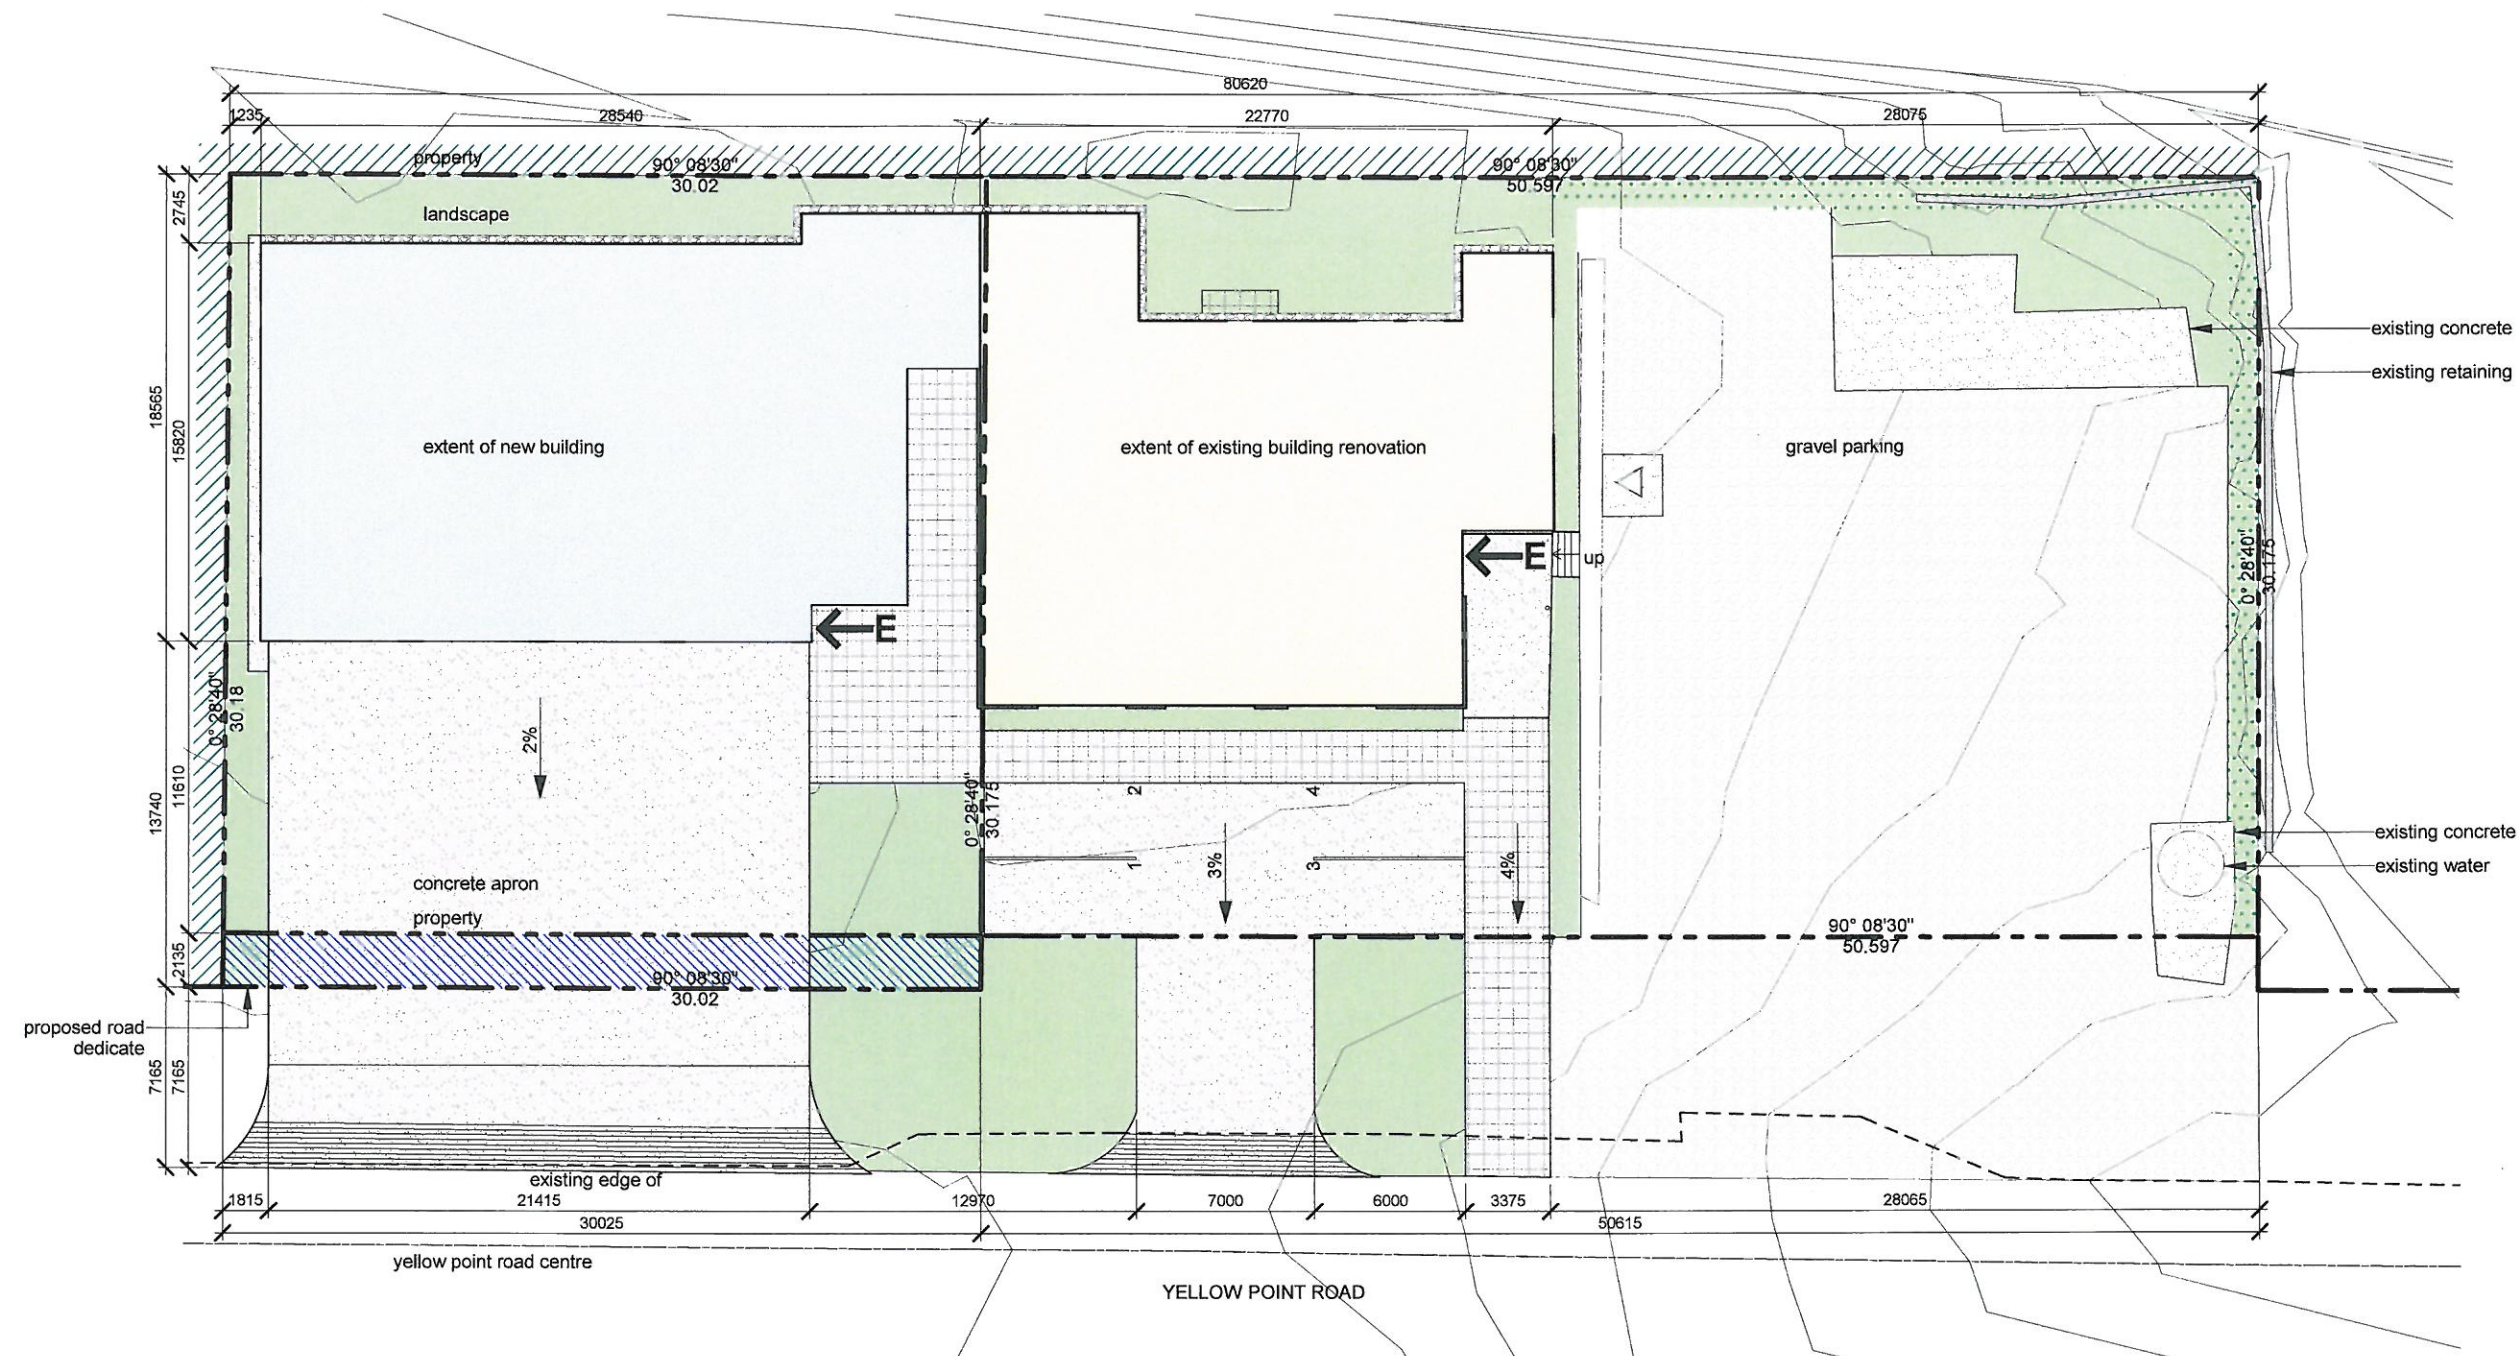 80620
1235
28540
22770
28075
property
90° 08'30"
30.02
90° 08'30"
50.597
2745
landscape
existing concrete
existing retaining
18565
15820
extent of new building
extent of existing building renovation
gravel parking
E
up
E
0° 28'40"
30.175
0° 28'40"
30.18
2%
13740
11610
0° 28'40"
30.175
2
4
1
3
3%
4%
existing concrete
existing water
concrete apron
property
90° 08'30"
50.597
2135
90° 08'30"
30.02
proposed road
dedicate
7165
7165
existing edge of
1815
21415
12970
7000
6000
3375
28065
30025
50615
yellow point road centre
YELLOW POINT ROAD